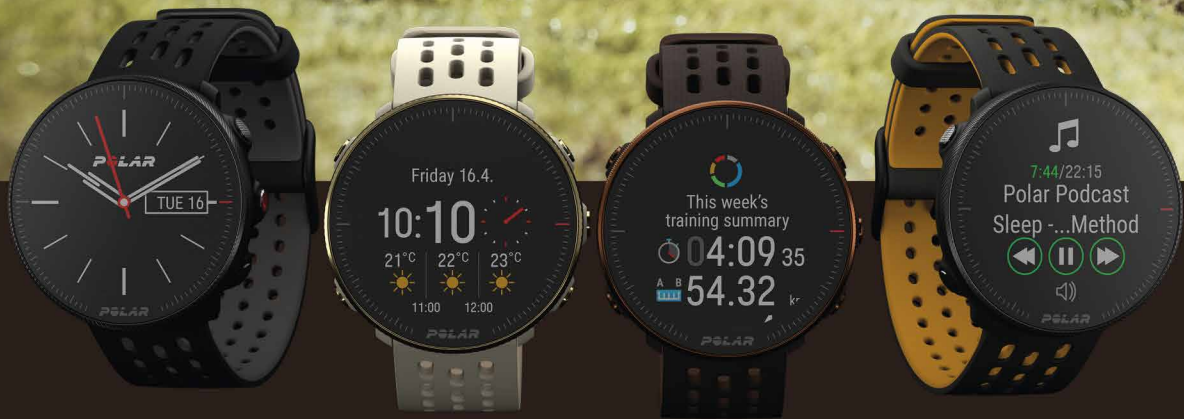 POLAR
TUE 16
POLAR
Friday 16.4.
10:10
21°C 22°C 23°C
11:00 12:00
POLAR
This week's
training summary
04:09 35
A B
54.32
POLAR
7:44/22:15
Polar Podcast
Sleep -...Method
POLAR